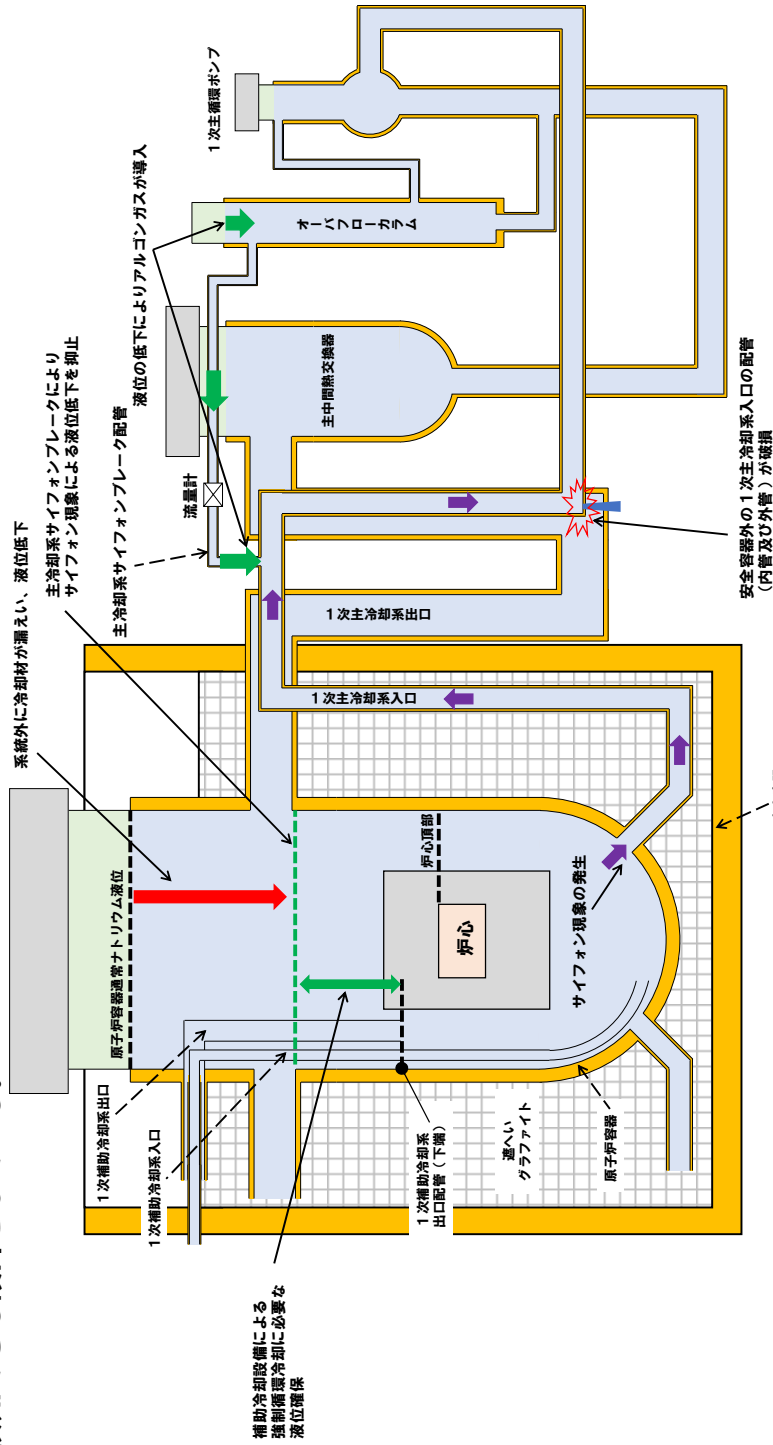 系統外に冷却材が漏えい、液位低下
主冷却系サイフォンブレークにより
サイフォン現象による液位低下を抑止
主冷却系サイフォンブレーク配管
液位の低下によりアルゴンガスが導入
1次主循環ポンプ
流量計
オーバフローカラム
主中間熱交換器
原子炉容器通常ナトリウム液位
1次補助冷却系出口
1次補助冷却系入口
1次主冷却系出口
1次主冷却系入口
炉心頂部
炉心
サイフォン現象の発生
補助冷却設備による
強制循環冷却に必要な
液位確保
1次補助冷却系
出口配管（下端）
遮へい
グラファイト
原子炉容器
安全容器外の1次主冷却系入口の配管
（内管及び外管）が破損